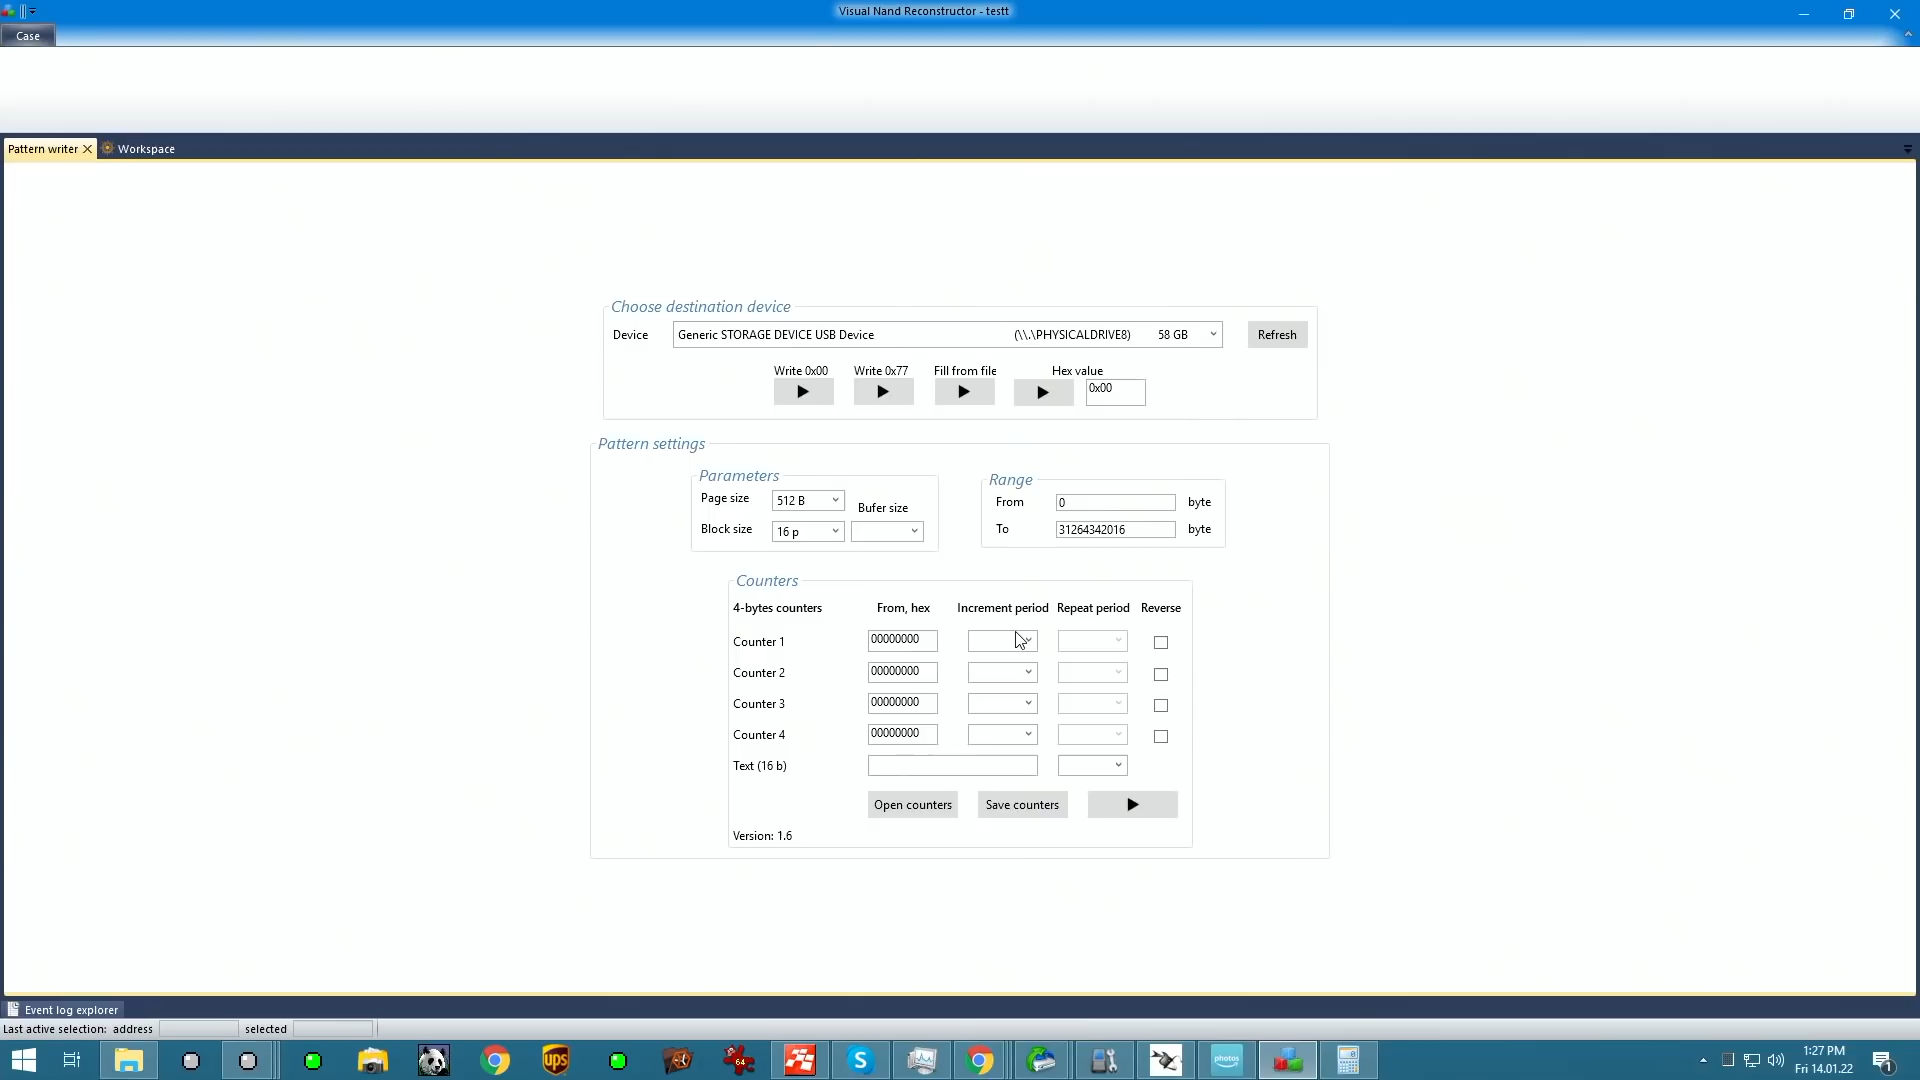 Visual Nand Reconstructor - testt
Case
Pattern writer
Workspace
Choose destination device
Device Generic STORAGE DEVICE USB Device (\\.\PHYSICALDRIVE8) 58 GB Refresh
Write 0x00 Write 0x77 Fill from file Hex value
0x00
Pattern settings
Parameters
Page size 512 B Bufer size
Block size 16 p
Range
From 0 byte
To 31264342016 byte
Counters
4-bytes counters From, hex Increment period Repeat period Reverse
Counter 1 00000000
Counter 2 00000000
Counter 3 00000000
Counter 4 00000000
Text (16 b)
Open counters Save counters
Version: 1.6
Event log explorer
Last active selection: address selected
ups
64
photos
1:27 PM
Fri 14.01.22
1